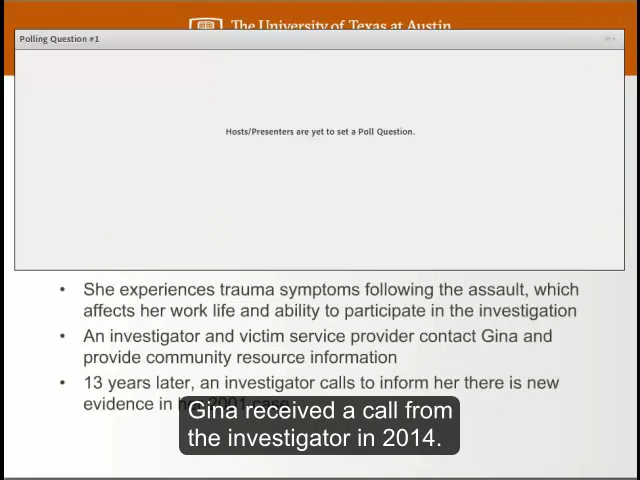 The University of Texas at Austin
Polling Question #1
Hosts/Presenters are yet to set a Poll Question.
• She experiences trauma symptoms following the assault, which
affects her work life and ability to participate in the investigation
• An investigator and victim service provider contact Gina and
provide community resource information
• 13 years later, an investigator calls to inform her there is new
evidence in her 2001 case
Gina received a call from
the investigator in 2014.